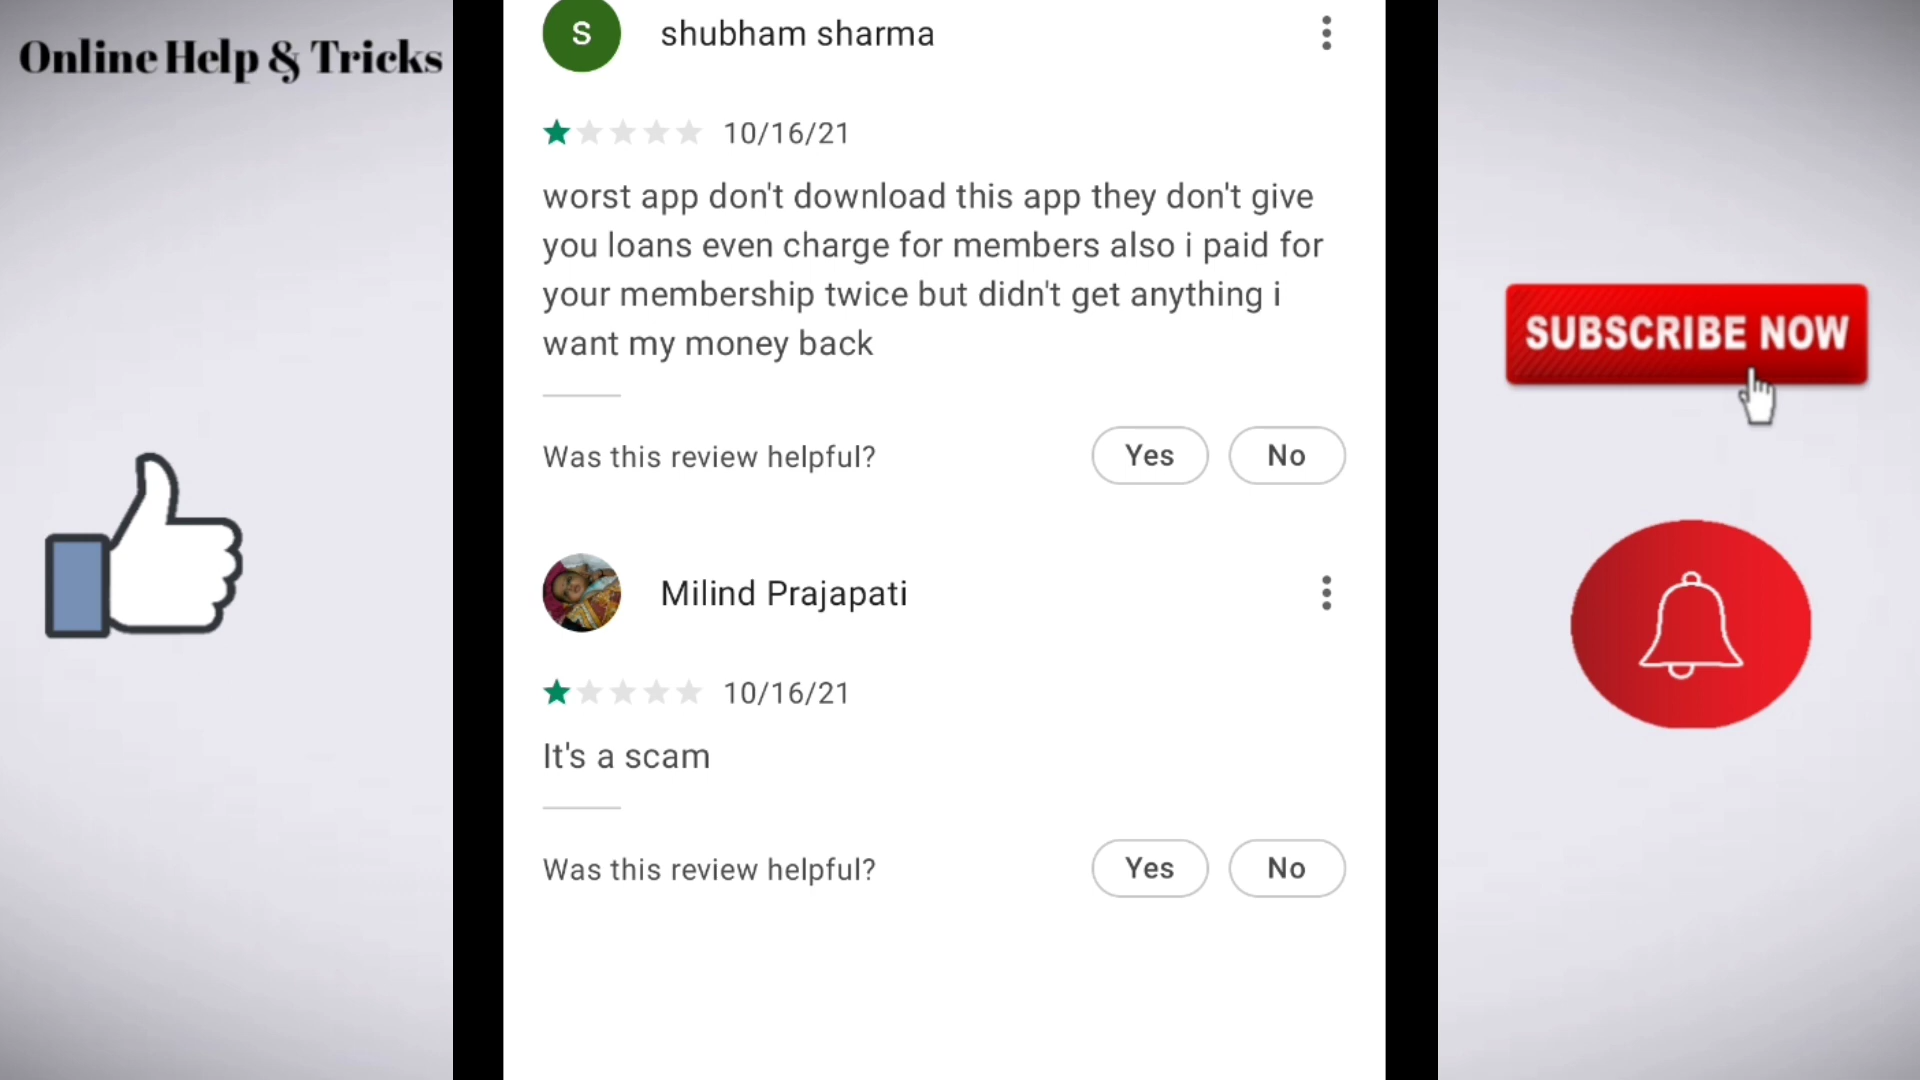 Online Help & Tricks
S
shubham sharma
10/16/21
worst app don't download this app they don't give
you loans even charge for members also i paid for
your membership twice but didn't get anything i
want my money back
Was this review helpful?
Yes
No
Milind Prajapati
10/16/21
It's a scam
Was this review helpful?
Yes
No
SUBSCRIBE NOW